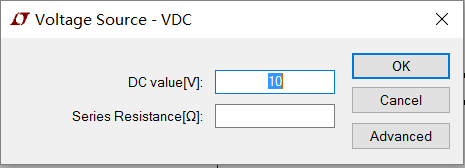 Voltage Source - VDC
DC value[V]: 10
OK
Series Resistance[Ω]:
Cancel
Advanced